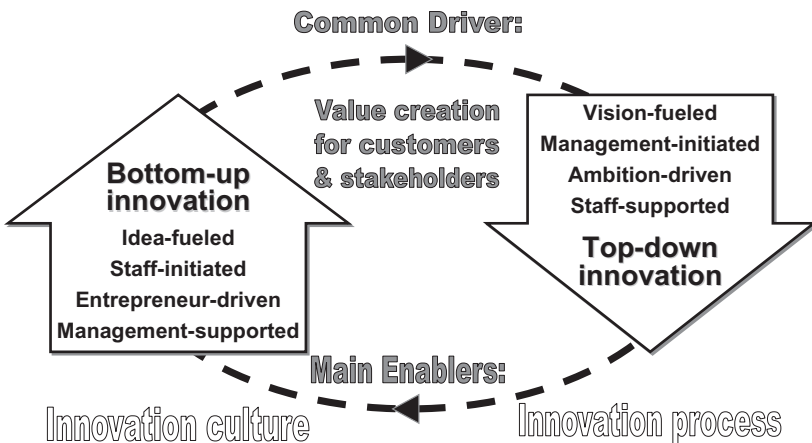 Common Driver:
Value creation
for customers
& stakeholders
Bottom-up
innovation
Idea-fueled
Staff-initiated
Entrepreneur-driven
Management-supported
Vision-fueled
Management-initiated
Ambition-driven
Staff-supported
Top-down
innovation
Main Enablers:
Innovation culture
Innovation process